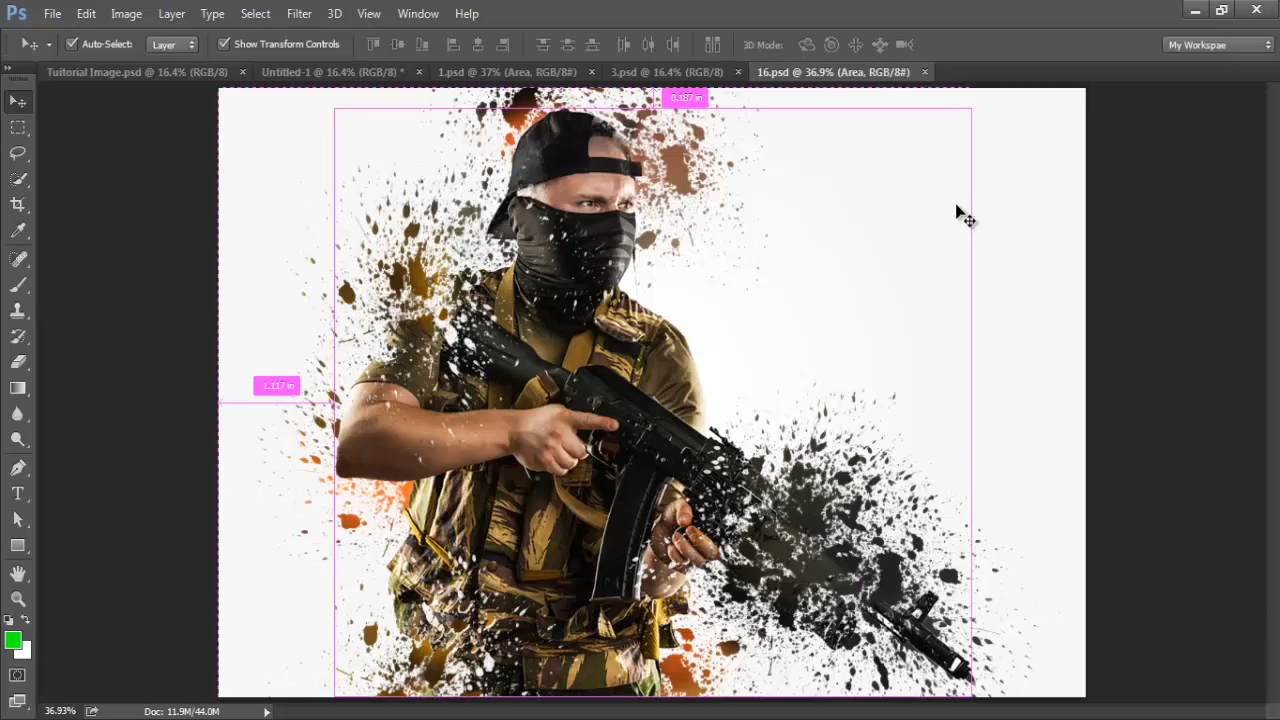 Ps File Edit Image Layer Type Select Filter 3D View Window Help
Auto-Select: Layer Show Transform Controls 3D Mode: My Workspae
Tuitorial Image.psd @ 16.4% (RGB/8) × Untitled-1 @ 16.4% (RGB/8) * × 1.psd @ 37% (Area, RGB/8#) × 3.psd @ 16.4% (RGB/8) × 16.psd @ 36.9% (Area, RGB/8#) ×
0.187 in
1.117 in
T
36.93% Doc: 11.9M/44.0M